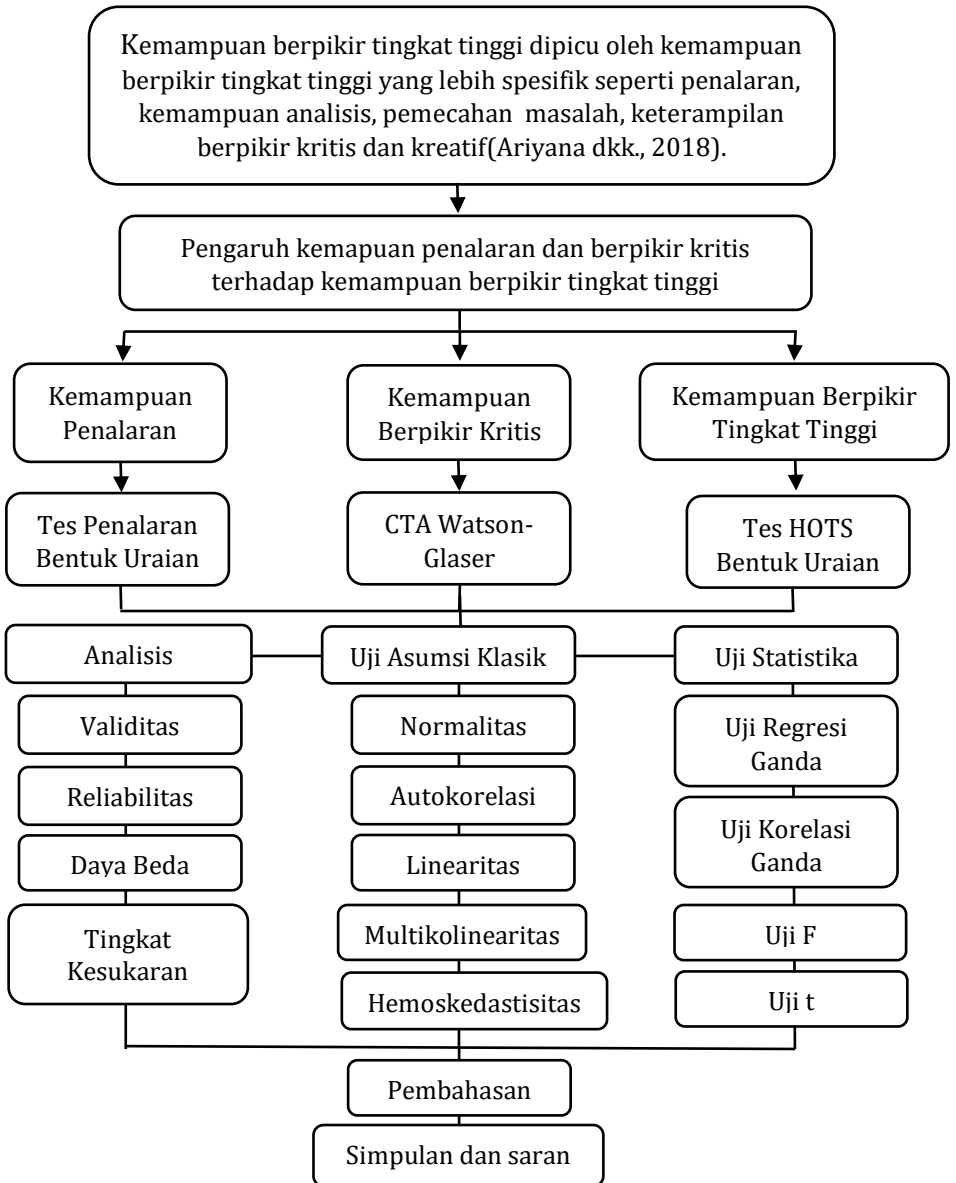 Kemampuan berpikir tingkat tinggi dipicu oleh kemampuan
berpikir tingkat tinggi yang lebih spesifik seperti penalaran,
kemampuan analisis, pemecahan masalah, keterampilan
berpikir kritis dan kreatif(Ariyana dkk., 2018).
Pengaruh kemapuan penalaran dan berpikir kritis
terhadap kemampuan berpikir tingkat tinggi
Kemampuan
Penalaran
Kemampuan
Berpikir Kritis
Kemampuan Berpikir
Tingkat Tinggi
Tes Penalaran
Bentuk Uraian
CTA Watson-
Glaser
Tes HOTS
Bentuk Uraian
Analisis
Uji Asumsi Klasik
Uji Statistika
Validitas
Reliabilitas
Daya Beda
Tingkat
Kesukaran
Normalitas
Autokorelasi
Linearitas
Multikolinearitas
Hemoskedastisitas
Uji Regresi
Ganda
Uji Korelasi
Ganda
Uji F
Uji t
Pembahasan
Simpulan dan saran